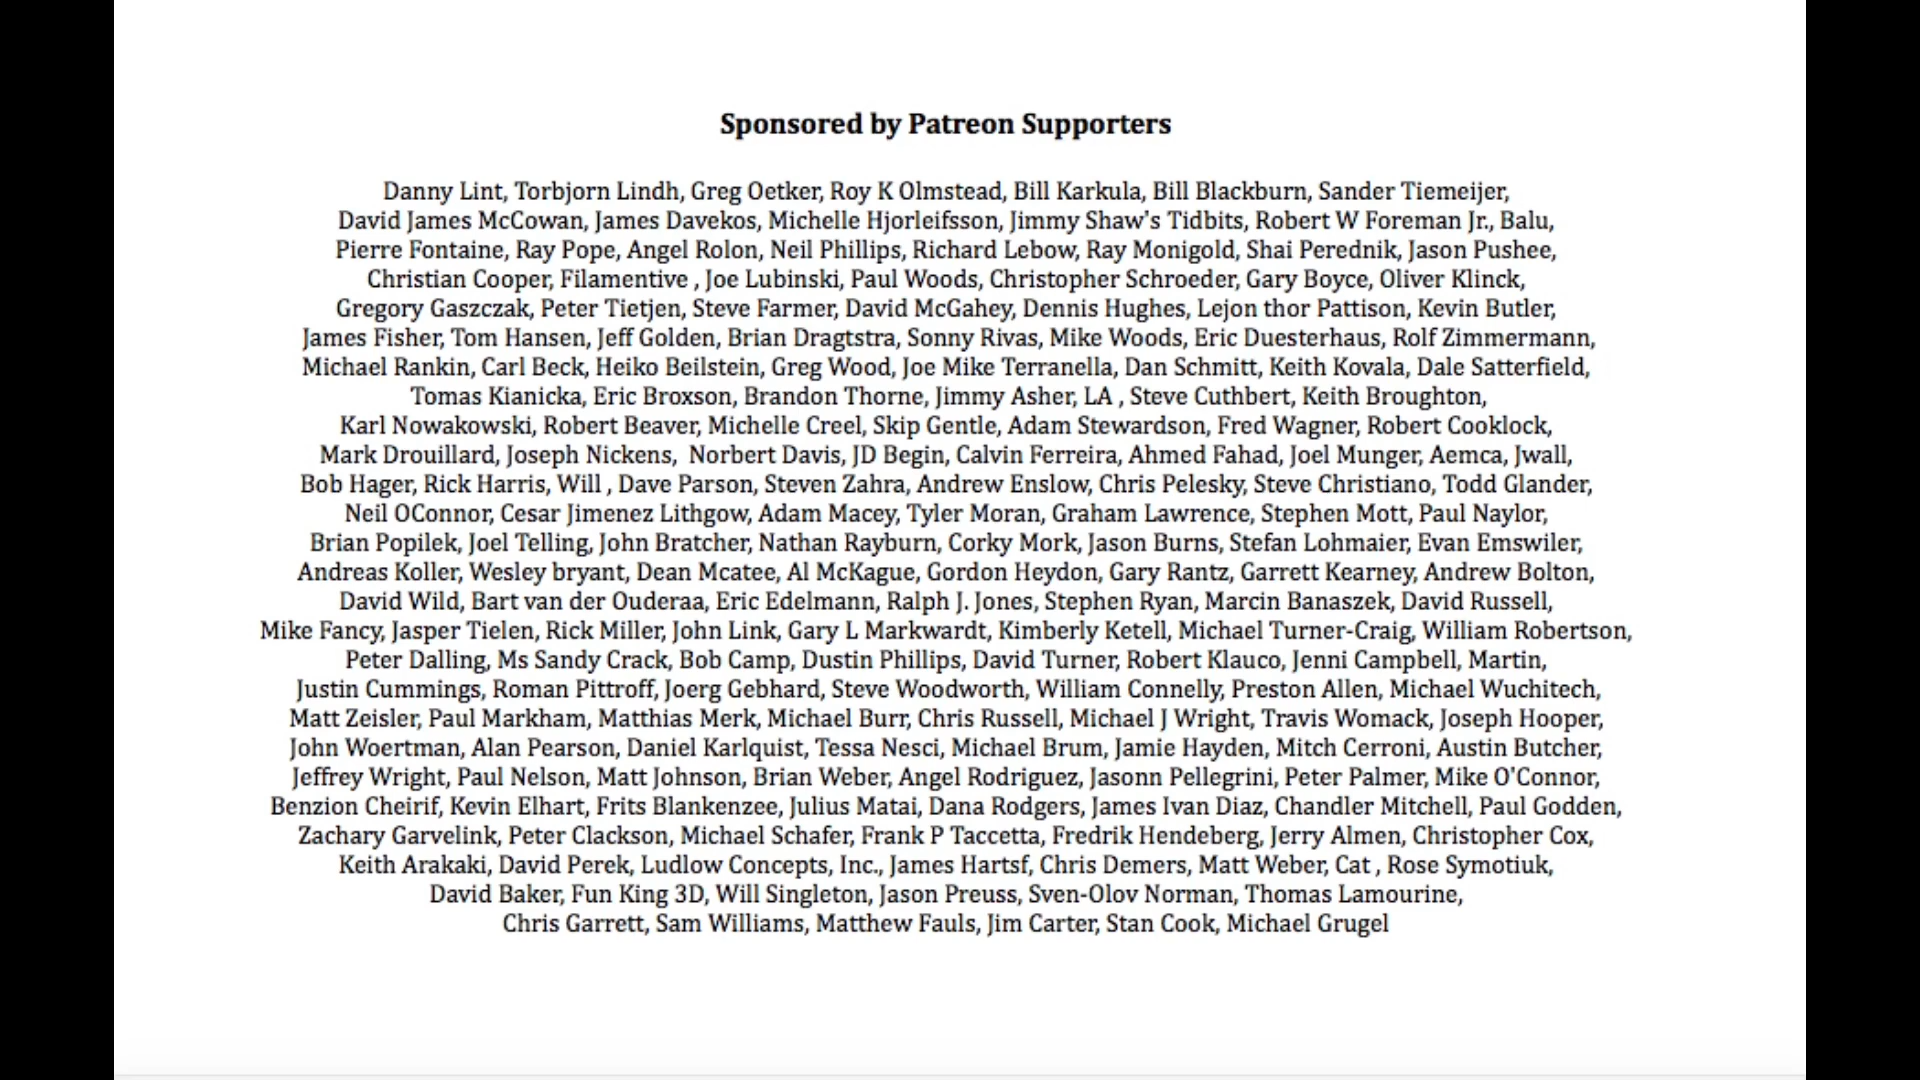 Sponsored by Patreon Supporters
Danny Lint, Torbjorn Lindh, Greg Oetker, Roy K Olmstead, Bill Karkula, Bill Blackburn, Sander Tiemeijer,
David James McCowan, James Davekos, Michelle Hjorleifsson, Jimmy Shaw's Tidbits, Robert W Foreman Jr., Balu,
Pierre Fontaine, Ray Pope, Angel Rolon, Neil Phillips, Richard Lebow, Ray Monigold, Shai Perednik, Jason Pushee,
Christian Cooper, Filamentive , Joe Lubinski, Paul Woods, Christopher Schroeder, Gary Boyce, Oliver Klinck,
Gregory Gaszczak, Peter Tietjen, Steve Farmer, David McGahey, Dennis Hughes, Lejon thor Pattison, Kevin Butler,
James Fisher, Tom Hansen, Jeff Golden, Brian Dragtstra, Sonny Rivas, Mike Woods, Eric Duesterhaus, Rolf Zimmermann,
Michael Rankin, Carl Beck, Heiko Beilstein, Greg Wood, Joe Mike Terranella, Dan Schmitt, Keith Kovala, Dale Satterfield,
Tomas Kianicka, Eric Broxson, Brandon Thorne, Jimmy Asher, LA , Steve Cuthbert, Keith Broughton,
Karl Nowakowski, Robert Beaver, Michelle Creel, Skip Gentle, Adam Stewardson, Fred Wagner, Robert Cooklock,
Mark Drouillard, Joseph Nickens,  Norbert Davis, JD Begin, Calvin Ferreira, Ahmed Fahad, Joel Munger, Aemca, Jwall,
Bob Hager, Rick Harris, Will , Dave Parson, Steven Zahra, Andrew Enslow, Chris Pelesky, Steve Christiano, Todd Glander,
Neil OConnor, Cesar Jimenez Lithgow, Adam Macey, Tyler Moran, Graham Lawrence, Stephen Mott, Paul Naylor,
Brian Popilek, Joel Telling, John Bratcher, Nathan Rayburn, Corky Mork, Jason Burns, Stefan Lohmaier, Evan Emswiler,
Andreas Koller, Wesley bryant, Dean Mcatee, Al McKague, Gordon Heydon, Gary Rantz, Garrett Kearney, Andrew Bolton,
David Wild, Bart van der Ouderaa, Eric Edelmann, Ralph J. Jones, Stephen Ryan, Marcin Banaszek, David Russell,
Mike Fancy, Jasper Tielen, Rick Miller, John Link, Gary L Markwardt, Kimberly Ketell, Michael Turner-Craig, William Robertson,
Peter Dalling, Ms Sandy Crack, Bob Camp, Dustin Phillips, David Turner, Robert Klauco, Jenni Campbell, Martin,
Justin Cummings, Roman Pittroff, Joerg Gebhard, Steve Woodworth, William Connelly, Preston Allen, Michael Wuchitech,
Matt Zeisler, Paul Markham, Matthias Merk, Michael Burr, Chris Russell, Michael J Wright, Travis Womack, Joseph Hooper,
John Woertman, Alan Pearson, Daniel Karlquist, Tessa Nesci, Michael Brum, Jamie Hayden, Mitch Cerroni, Austin Butcher,
Jeffrey Wright, Paul Nelson, Matt Johnson, Brian Weber, Angel Rodriguez, Jasonn Pellegrini, Peter Palmer, Mike O'Connor,
Benzion Cheirif, Kevin Elhart, Frits Blankenzee, Julius Matai, Dana Rodgers, James Ivan Diaz, Chandler Mitchell, Paul Godden,
Zachary Garvelink, Peter Clackson, Michael Schafer, Frank P Taccetta, Fredrik Hendeberg, Jerry Almen, Christopher Cox,
Keith Arakaki, David Perek, Ludlow Concepts, Inc., James Hartsf, Chris Demers, Matt Weber, Cat , Rose Symotiuk,
David Baker, Fun King 3D, Will Singleton, Jason Preuss, Sven-Olov Norman, Thomas Lamourine,
Chris Garrett, Sam Williams, Matthew Fauls, Jim Carter, Stan Cook, Michael Grugel